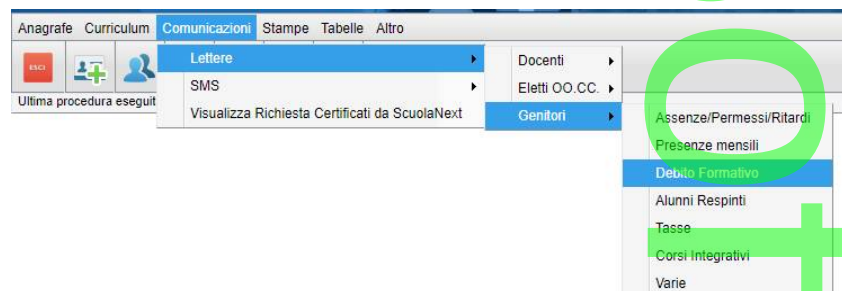 Anagrafe Curriculum Comunicazioni Stampe Tabelle Altro
ESCI
Ultima procedura eseguit
Lettere
SMS
Visualizza Richiesta Certificati da ScuolaNext
Docenti
Eletti OO.CC.
Genitori
Assenze/Permessi/Ritardi
Presenze mensili
Debito Formativo
Alunni Respinti
Tasse
Corsi Integrativi
Varie